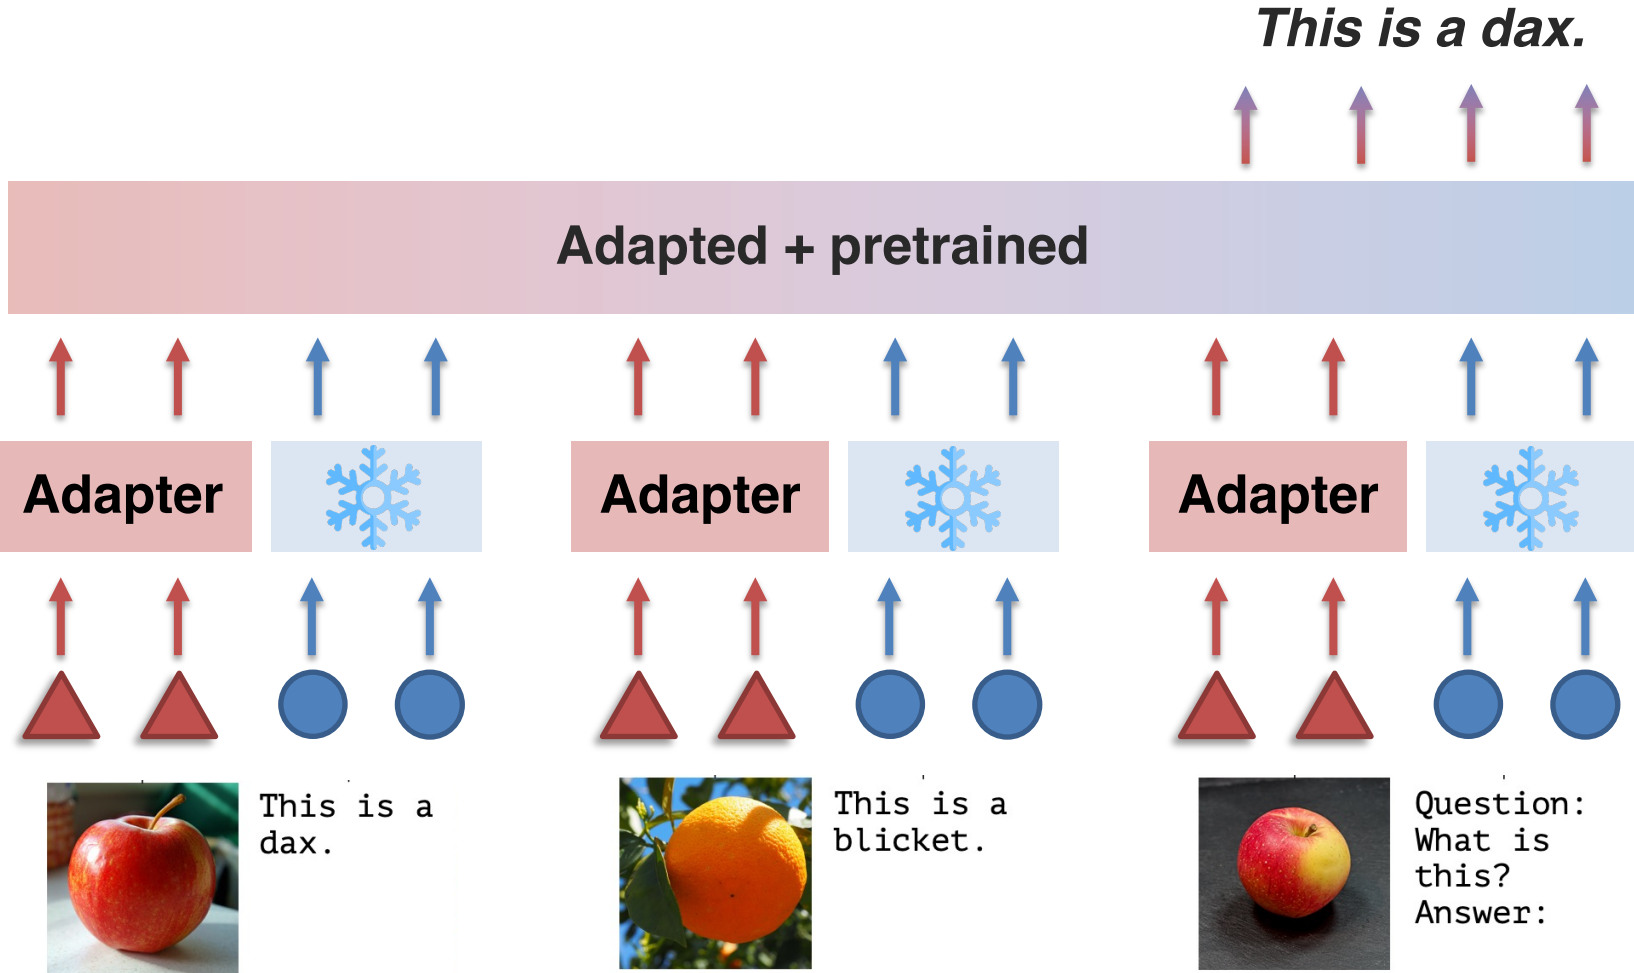 This is a dax.
Adapted + pretrained
Adapter
Adapter
Adapter
This is a
dax.
This is a
blicket.
Question:
What is
this?
Answer: